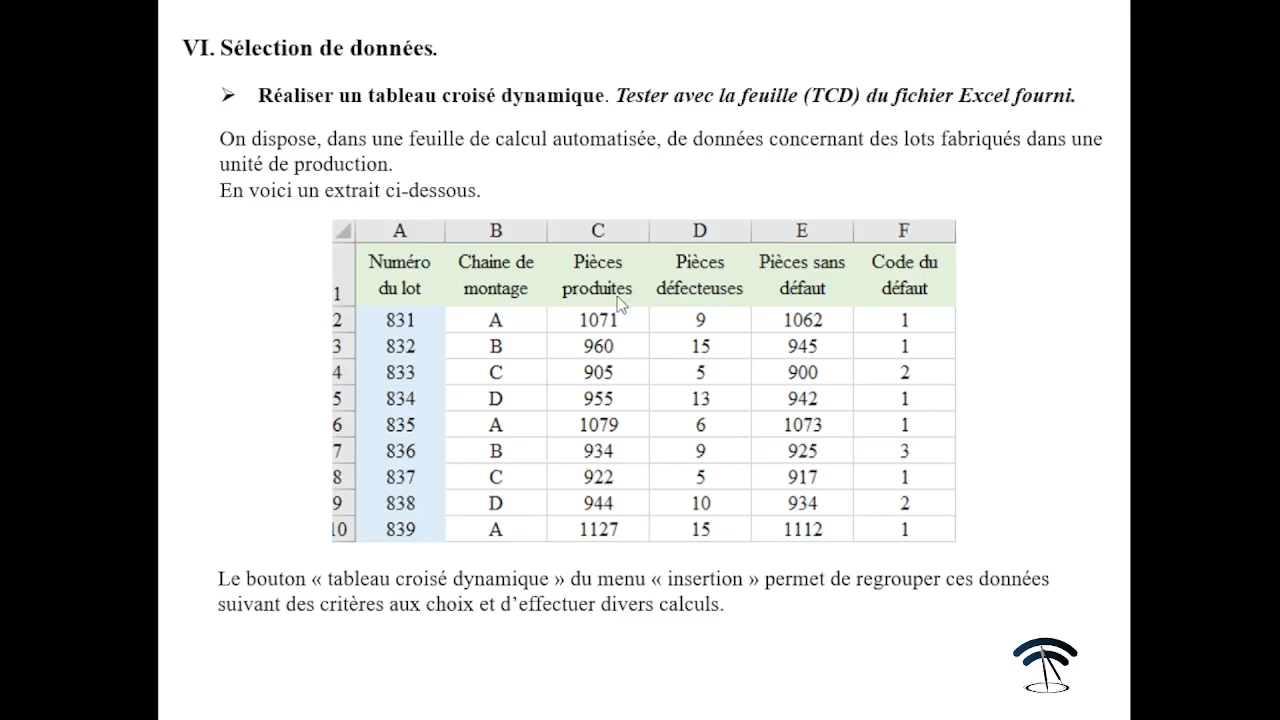 VI. Sélection de données.
➢ Réaliser un tableau croisé dynamique. Tester avec la feuille (TCD) du fichier Excel fourni.
On dispose, dans une feuille de calcul automatisée, de données concernant des lots fabriqués dans une
unité de production.
En voici un extrait ci-dessous.
A B C D E F
1 Numéro du lot Chaine de montage Pièces produites Pièces défecteuses Pièces sans défaut Code du défaut
2 831 A 1071 9 1062 1
3 832 B 960 15 945 1
4 833 C 905 5 900 2
5 834 D 955 13 942 1
6 835 A 1079 6 1073 1
7 836 B 934 9 925 3
8 837 C 922 5 917 1
9 838 D 944 10 934 2
10 839 A 1127 15 1112 1
Le bouton « tableau croisé dynamique » du menu « insertion » permet de regrouper ces données
suivant des critères aux choix et d'effectuer divers calculs.